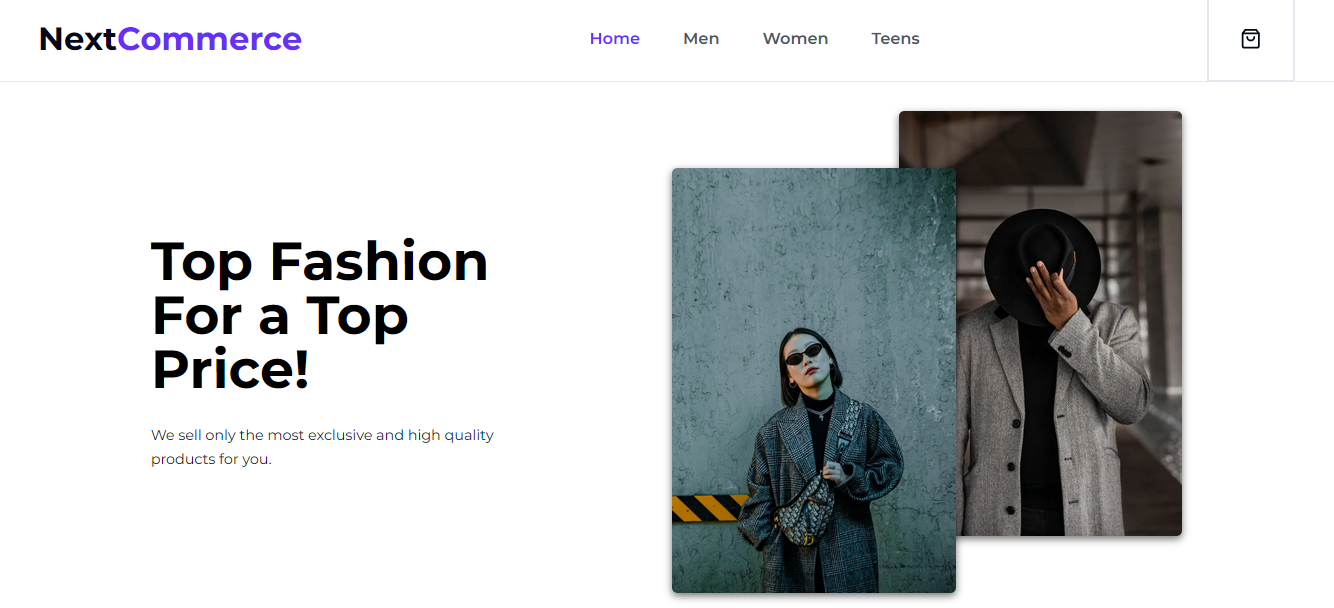 NextCommerce
Home Men Women Teens
Top Fashion
For a Top
Price!
We sell only the most exclusive and high quality
products for you.